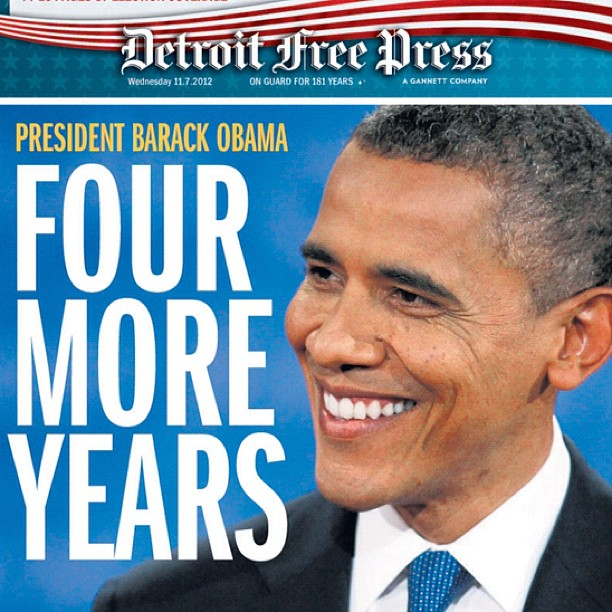 Detroit Free Press
Wednesday 11.7.2012 ON GUARD FOR 181 YEARS A GANNETT COMPANY
PRESIDENT BARACK OBAMA
FOUR
MORE
YEARS